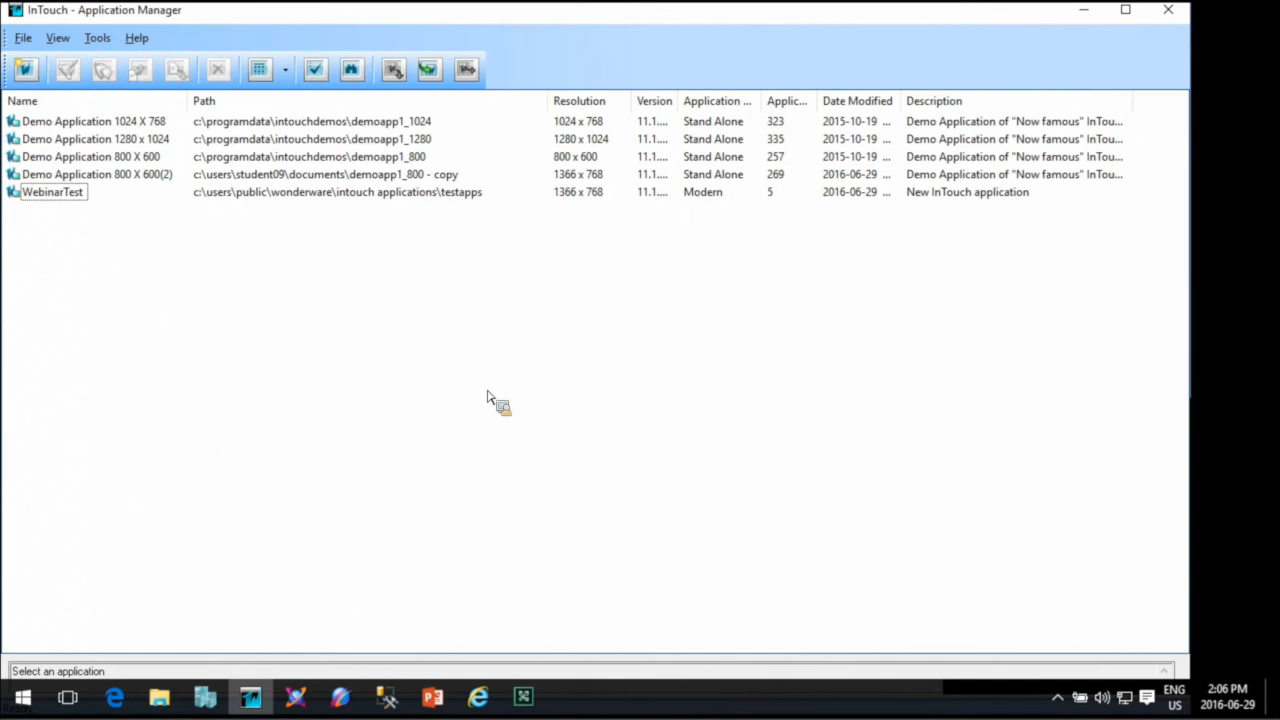 InTouch - Application Manager
File View Tools Help
Name Path Resolution Version Application ... Applic... Date Modified Description
Demo Application 1024 X 768 c:\programdata\intouchdemos\demoapp1_1024 1024 x 768 11.1.... Stand Alone 323 2015-10-19 ... Demo Application of "Now famous" InTou...
Demo Application 1280 x 1024 c:\programdata\intouchdemos\demoapp1_1280 1280 x 1024 11.1.... Stand Alone 335 2015-10-19 ... Demo Application of "Now famous" InTou...
Demo Application 800 X 600 c:\programdata\intouchdemos\demoapp1_800 800 x 600 11.1.... Stand Alone 257 2015-10-19 ... Demo Application of "Now famous" InTou...
Demo Application 800 X 600(2) c:\users\student09\documents\demoapp1_800 - copy 1366 x 768 11.1.... Stand Alone 269 2016-06-29 ... Demo Application of "Now famous" InTou...
WebinarTest c:\users\public\wonderware\intouch applications\testapps 1366 x 768 11.1.... Modern 5 2016-06-29 ... New InTouch application
Select an application
ENG 2:06 PM
US 2016-06-29